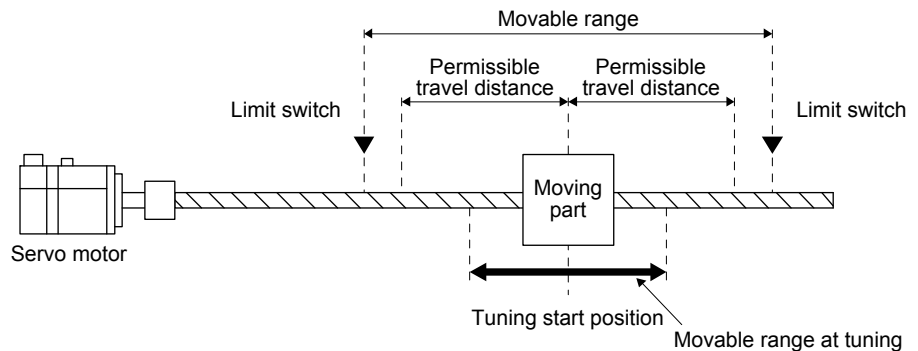 Movable range
Permissible
travel distance
Permissible
travel distance
Limit switch
Limit switch
Moving
part
Servo motor
Tuning start position
Movable range at tuning